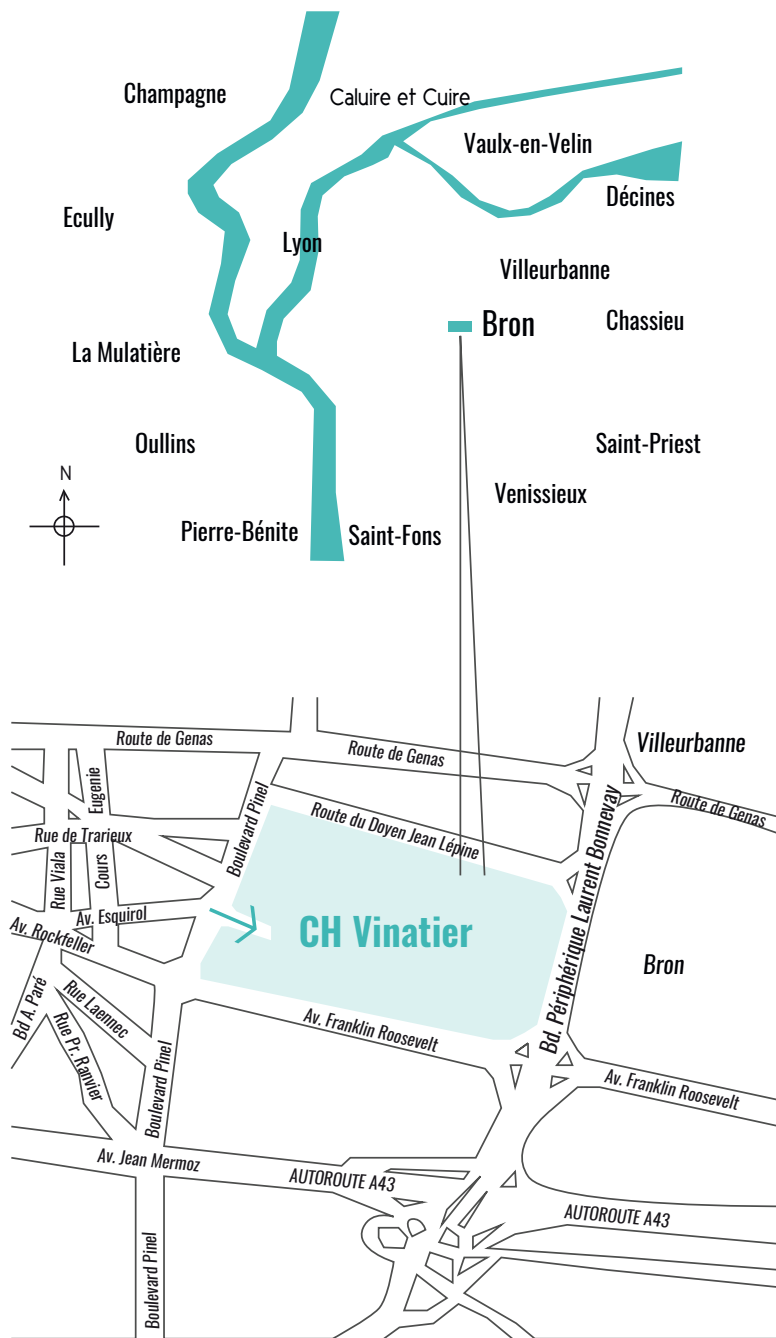 Champagne
Caluire et Cuire
Vaulx-en-Velin
Décines
Ecully
Lyon
Villeurbanne
Bron
Chassieu
La Mulatière
Oullins
Saint-Priest
N
Venissieux
Pierre-Bénite
Saint-Fons
Route de Genas
Route de Genas
Villeurbanne
Eugenie
Boulevard Pinel
Route du Doyen Jean Lépine
Route de Genas
Rue de Trarieux
Rue Viala
Cours
Bd. Périphérique Laurent Bonnevay
Av. Esquirol
Av. Rockfeller
CH Vinatier
Bron
Bd A. Paré
Rue Laennec
Rue Pr. Ranvier
Av. Franklin Roosevelt
Boulevard Pinel
Av. Franklin Roosevelt
Av. Jean Mermoz
AUTOROUTE A43
AUTOROUTE A43
Boulevard Pinel